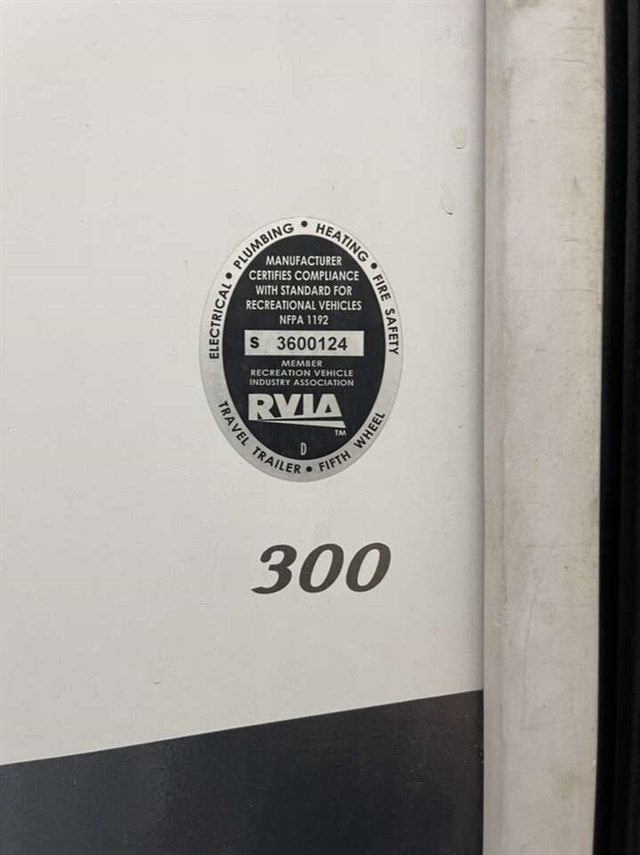 ELECTRICAL • PLUMBING • HEATING • FIRE SAFETY
MANUFACTURER
CERTIFIES COMPLIANCE
WITH STANDARD FOR
RECREATIONAL VEHICLES
NFPA 1192
S 3600124
MEMBER
RECREATION VEHICLE
INDUSTRY ASSOCIATION
RVIA
TM
D
TRAVEL TRAILER • FIFTH WHEEL
300